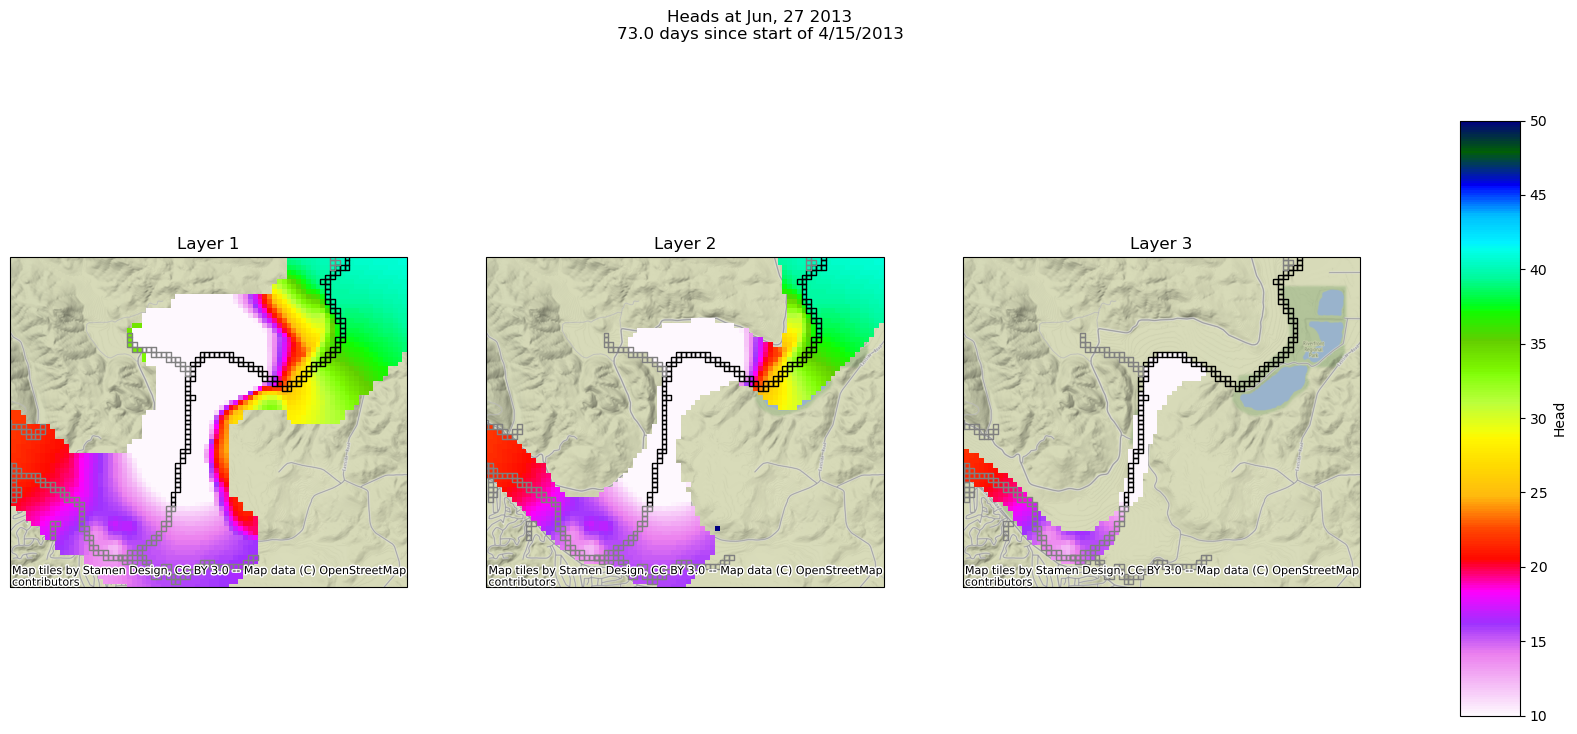 Heads at Jun, 27 2013
73.0 days since start of 4/15/2013
Layer 1
Layer 2
Layer 3
Map tiles by Stamen Design, CC BY 3.0 -- Map data (C) OpenStreetMap
contributors
Map tiles by Stamen Design, CC BY 3.0 -- Map data (C) OpenStreetMap
contributors
Map tiles by Stamen Design, CC BY 3.0 -- Map data (C) OpenStreetMap
contributors
50
45
40
35
30
25
20
15
10
Head